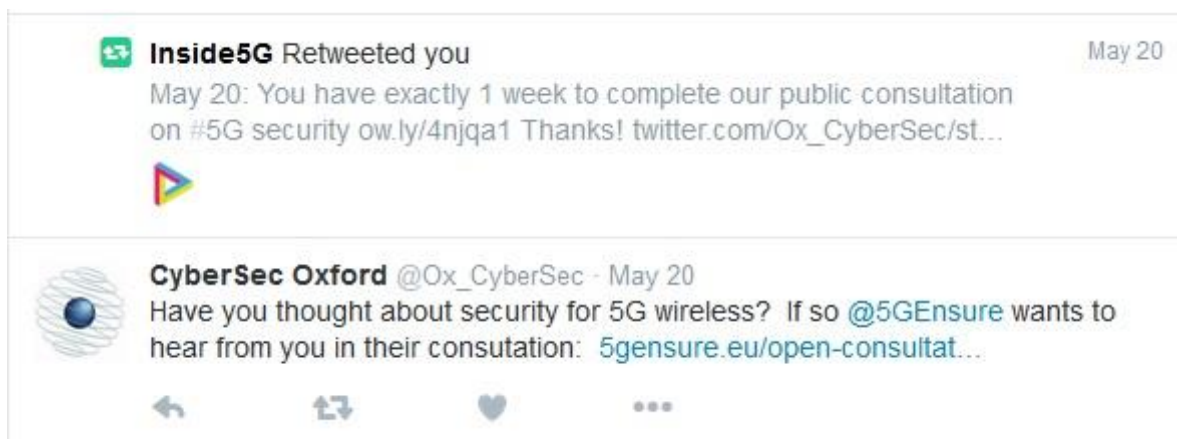 Inside5G Retweeted you May 20
May 20: You have exactly 1 week to complete our public consultation
on #5G security ow.ly/4njqa1 Thanks! twitter.com/Ox_CyberSec/st...
CyberSec Oxford @Ox_CyberSec · May 20
Have you thought about security for 5G wireless? If so @5GEnsure wants to
hear from you in their consutation: 5gensure.eu/open-consultat...